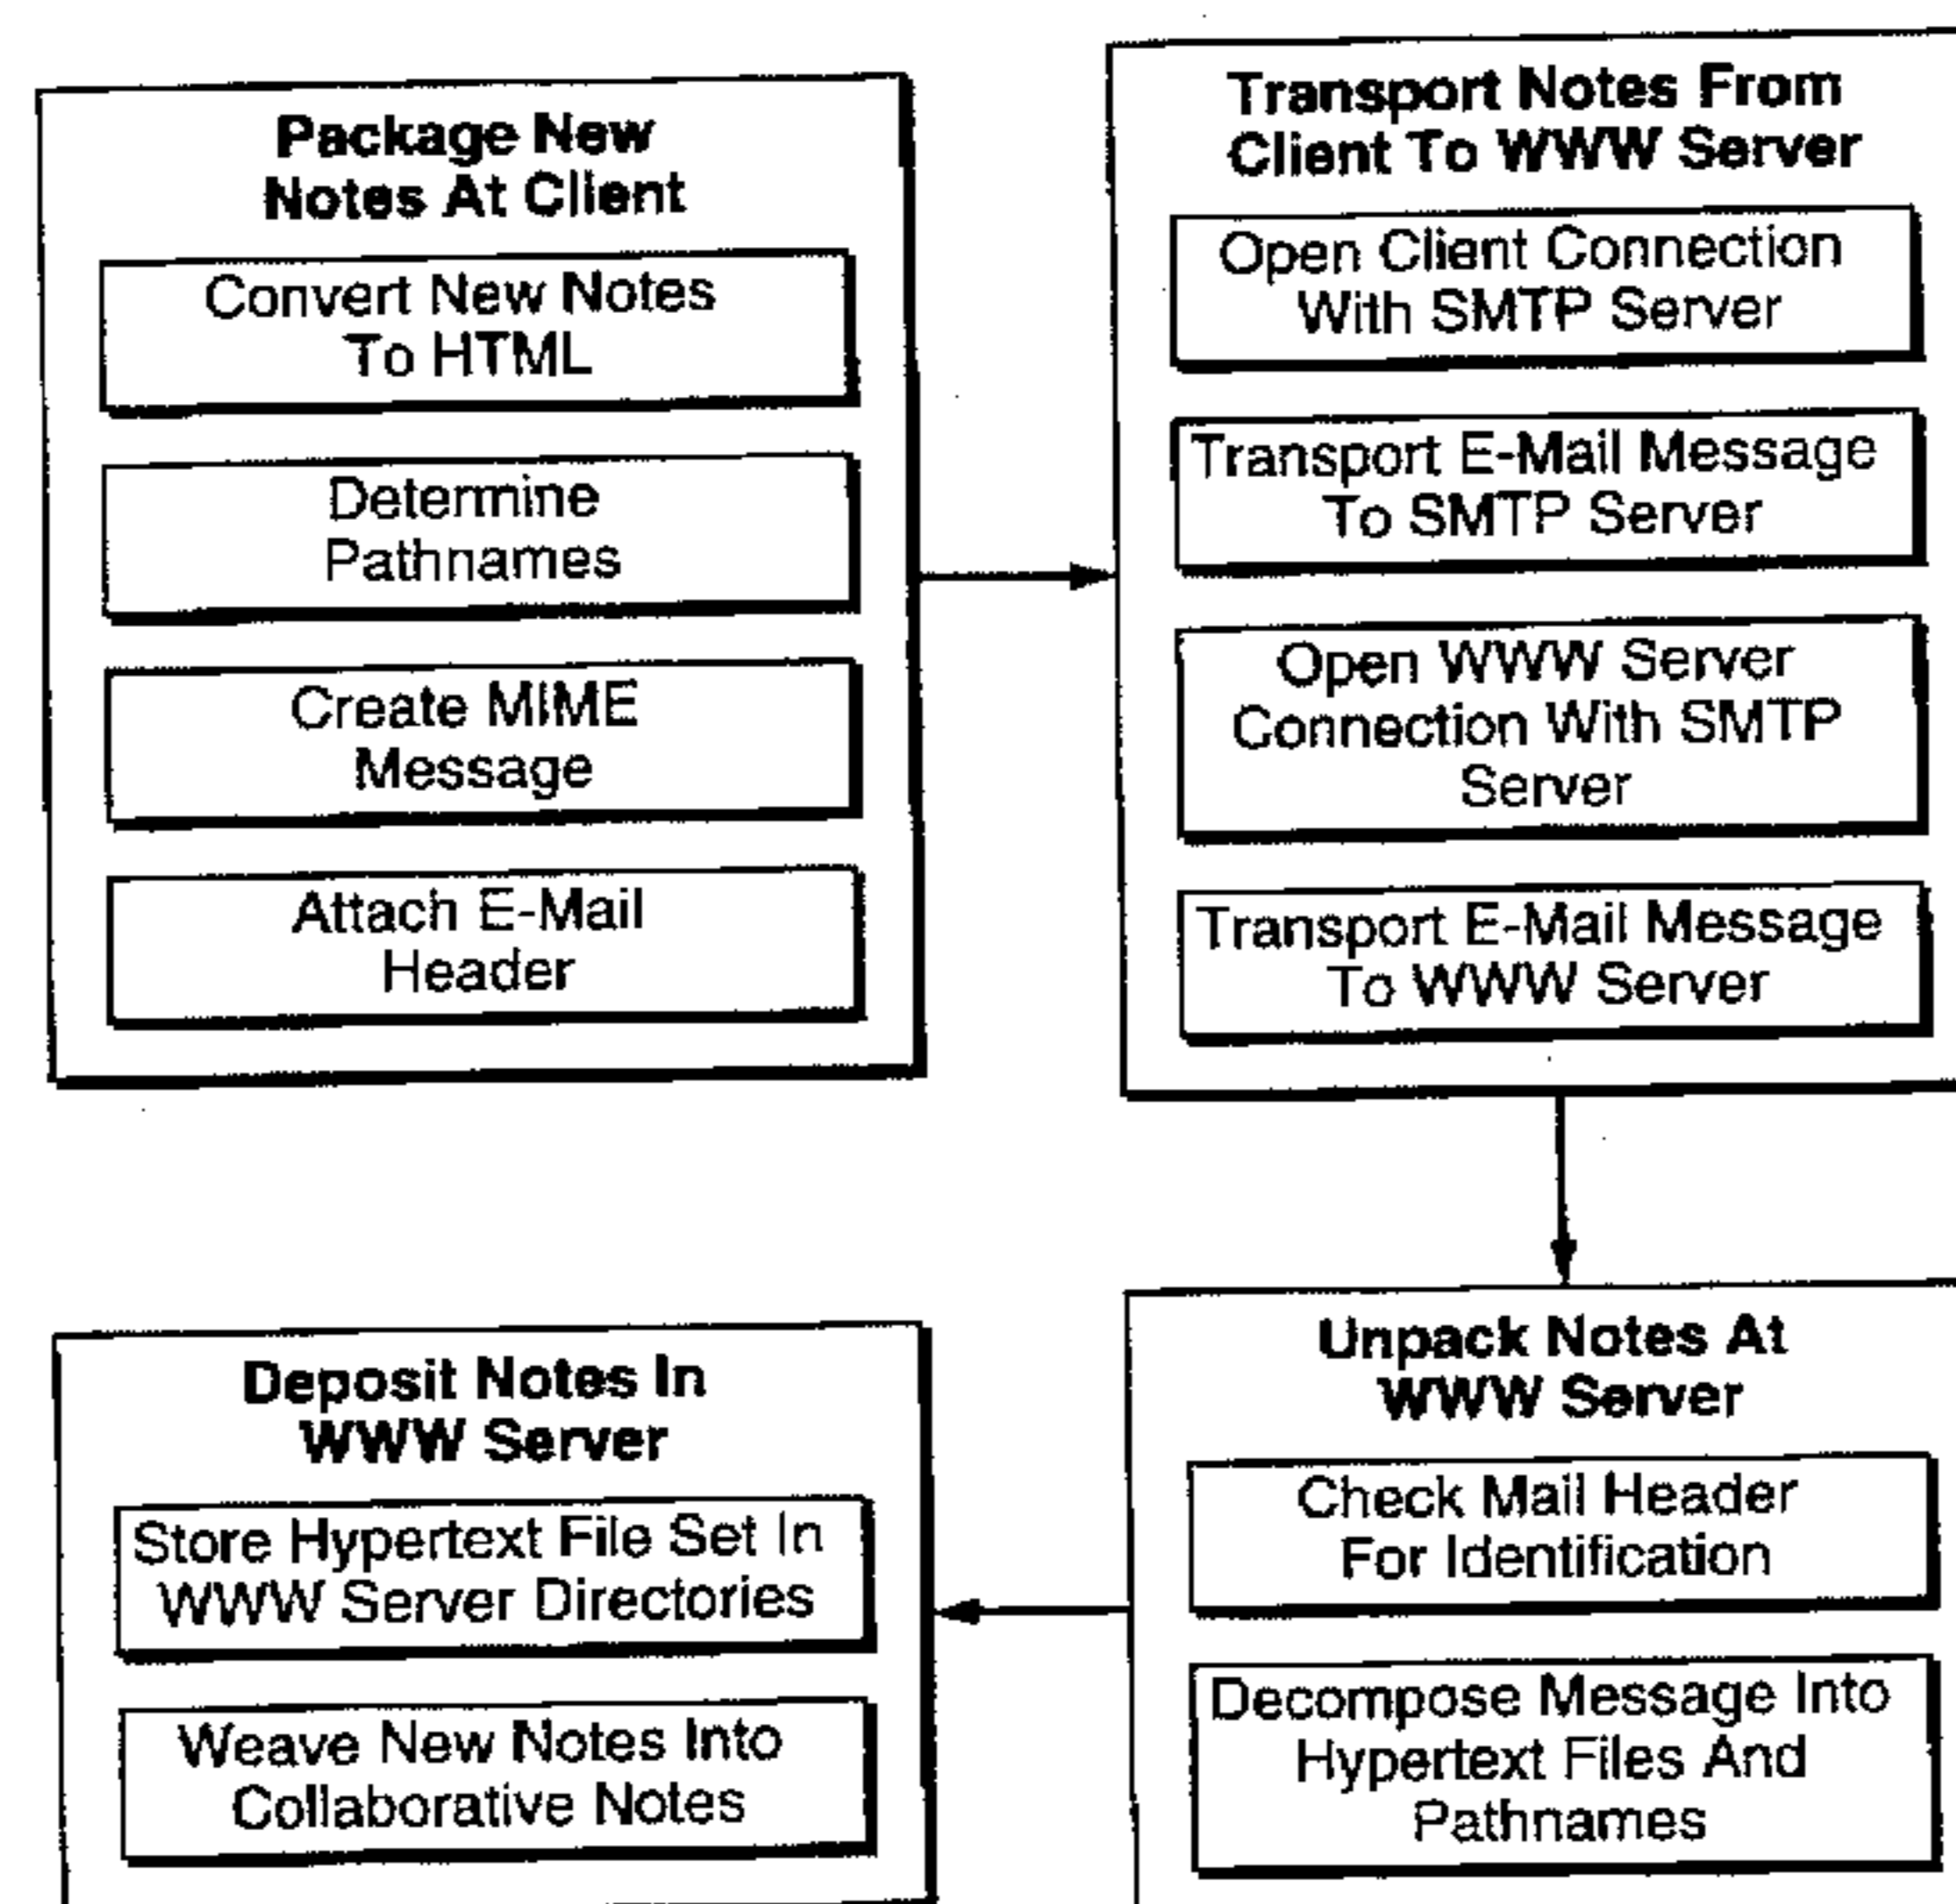 Package New
Notes At Client
Convert New Notes
To HTML
Determine
Pathnames
Create MIME
Message
Attach E-Mail
Header
Transport Notes From
Client To WWW Server
Open Client Connection
With SMTP Server
Transport E-Mail Message
To SMTP Server
Open WWW Server
Connection With SMTP
Server
Transport E-Mail Message
To WWW Server
Unpack Notes At
WWW Server
Check Mail Header
For Identification
Decompose Message Into
Hypertext Files And
Pathnames
Deposit Notes In
WWW Server
Store Hypertext File Set In
WWW Server Directories
Weave New Notes Into
Collaborative Notes